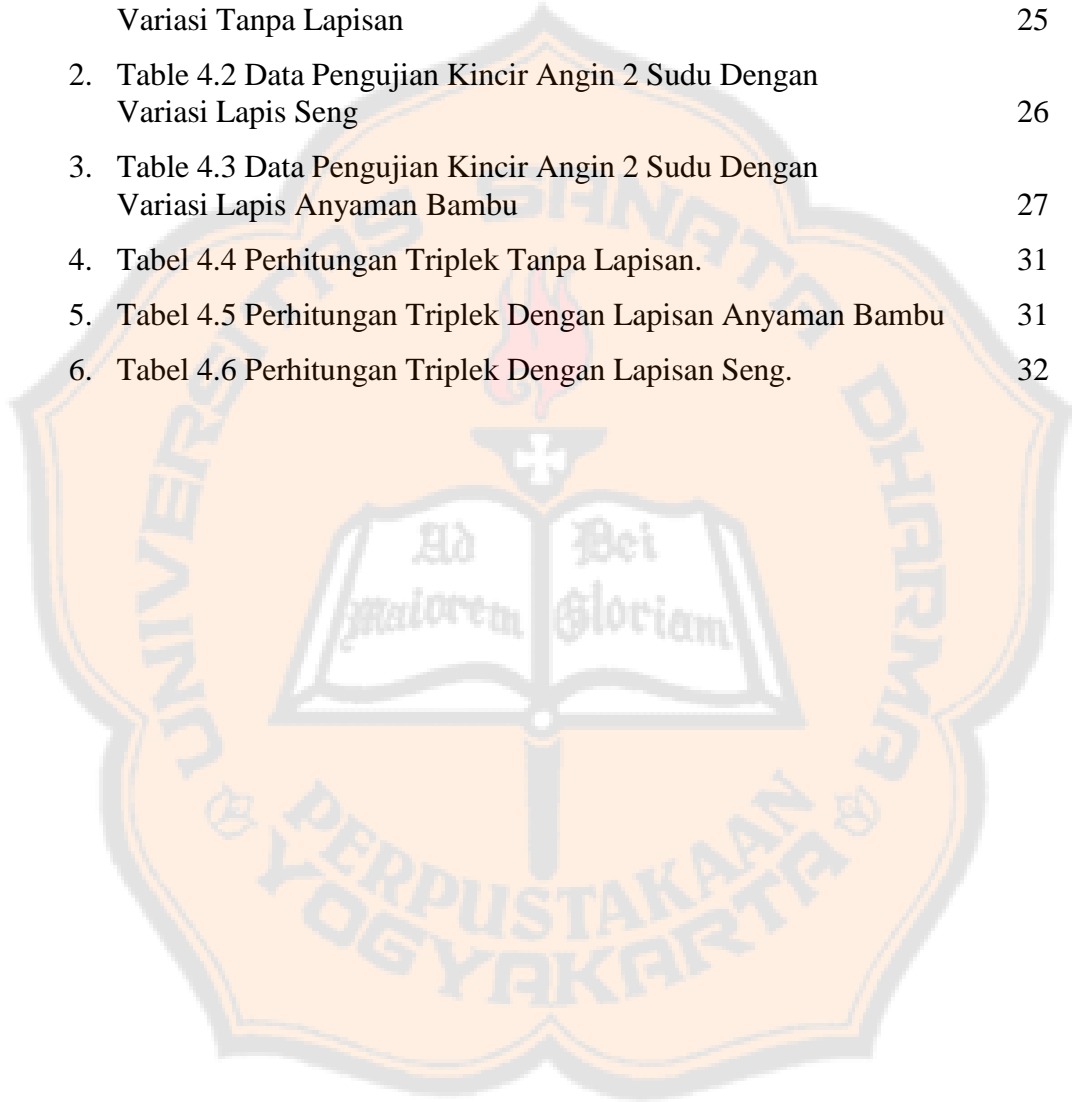 Variasi Tanpa Lapisan 25
2. Table 4.2 Data Pengujian Kincir Angin 2 Sudu Dengan
Variasi Lapis Seng 26
3. Table 4.3 Data Pengujian Kincir Angin 2 Sudu Dengan
Variasi Lapis Anyaman Bambu 27
4. Tabel 4.4 Perhitungan Triplek Tanpa Lapisan. 31
5. Tabel 4.5 Perhitungan Triplek Dengan Lapisan Anyaman Bambu 31
6. Tabel 4.6 Perhitungan Triplek Dengan Lapisan Seng. 32
UNIVERSITAS SANATA DHARMA
Ad Dei
Maiorem Gloriam
PERPUSTAKAAN
YOGYAKARTA